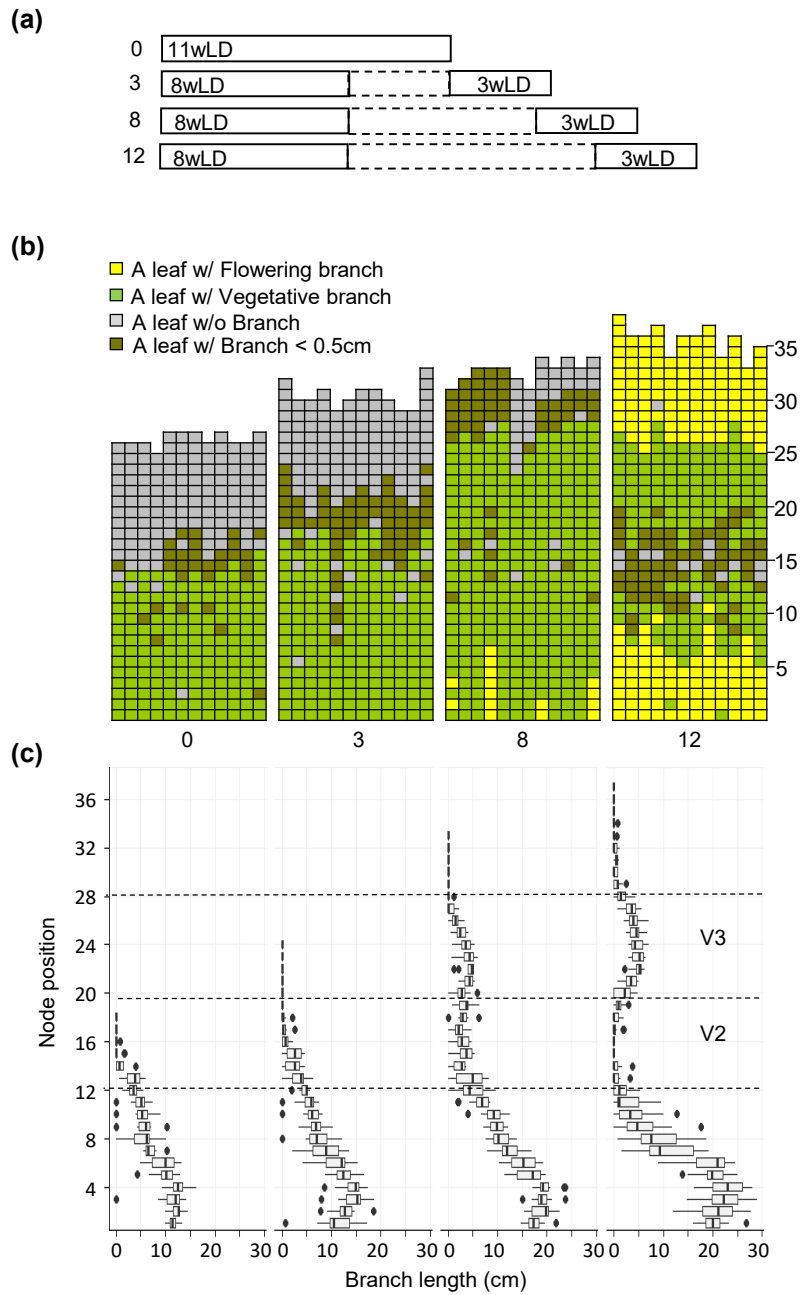 (a)
0 11wLD
3 8wLD 3wLD
8 8wLD 3wLD
12 8wLD 3wLD
(b)
A leaf w/ Flowering branch
A leaf w/ Vegetative branch
A leaf w/o Branch
A leaf w/ Branch < 0.5cm
35
30
25
20
15
10
5
0 3 8 12
(c)
36
32
28
24 V3
20
16 V2
12
8
4
Node position
0 10 20 30 0 10 20 30 0 10 20 30 0 10 20 30
Branch length (cm)